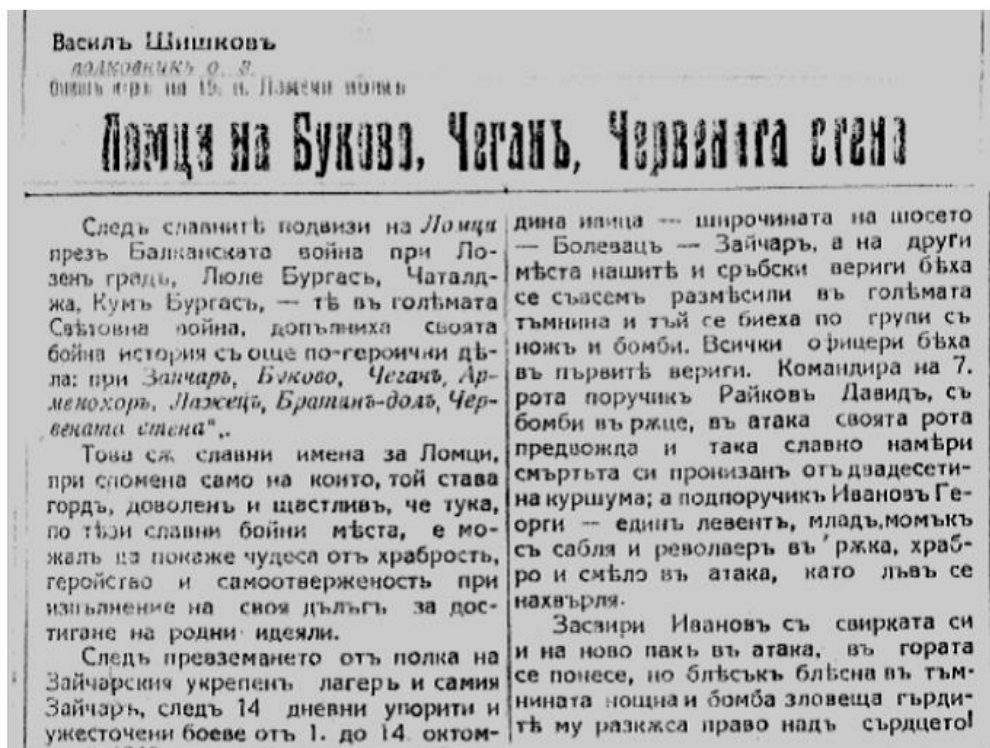 Василъ Шишковъ
полковникъ о. з.
на 15. п. Ломски
Ломци на Буково, Чеганъ, Червената стена
Следъ славнитѣ подвизи на Ломци
презъ Балканската война при Ло-
зенъ градъ, Люле Бургасъ, Чаталд-
жа, Кумъ Бургасъ, — тѣ въ голѣмата
Свѣтовна война, допълниха своята
бойна история съ още по-героични дѣ-
ла: при Зайчаръ, Буково, Чеганъ, Ар-
менохоръ, Лажецъ, Братинъ-долъ, Чер-
вената стена“,.
Това сѫ славни имена за Ломци,
при спомена само на които, той става
гордъ, доволенъ и щастливъ, че тука,
по тѣзи славни бойни мѣста, е мо-
жалъ да покаже чудеса отъ храбрость,
геройство и самоотверженость при
изпълнение на своя дългъ за дос-
тигане на родни идеяли.
Следъ превземането отъ полка на
Зайчарския укрепенъ лагеръ и самия
Зайчаръ, следъ 14 дневни упорити и
ужесточени боеве отъ 1. до 14. октом-
дина ивица — широчината на шосето
— Болевацъ — Зайчаръ, а на други
мѣста нашитѣ и сръбски вериги бѣха
се съвсемъ размѣсили въ голѣмата
тъмнина и тъй се биеха по групи съ
ножъ и бомби. Всички офицери бѣха
въ първитѣ вериги. Командира на 7.
рота поручикъ Райковъ Давидъ, съ
бомби въ рѫце, въ атака своята рота
предвожда и така славно намѣри
смъртьта си пронизанъ отъ двадесети-
на куршума; а подпоручикъ Ивановъ Ге-
орги — единъ левентъ, младъ,момъкъ
съ сабля и револверъ въ рѫка, храб-
ро и смѣло въ атака, като лъвъ се
нахвърля.
Засвири Ивановъ съ свирката си
и на ново пакъ въ атака, въ гората
се понесе, но блѣсъкъ блѣсна въ тъм-
нината нощна и бомба зловеща гърди-
тѣ му разкѫса право надъ сърдцето!